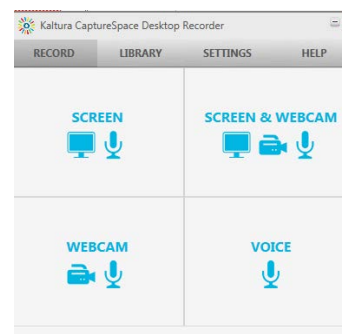 Kaltura CaptureSpace Desktop Recorder
RECORD LIBRARY SETTINGS HELP
SCREEN SCREEN & WEBCAM
WEBCAM VOICE